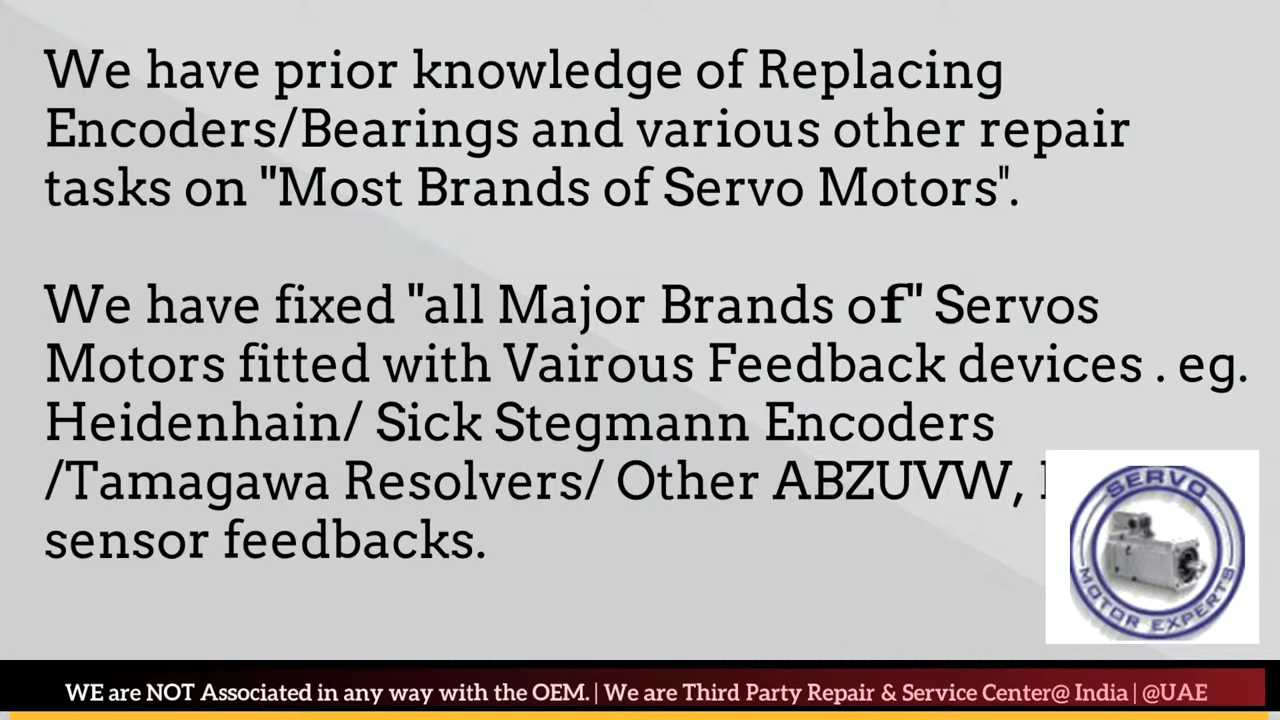 We have prior knowledge of Replacing
Encoders/Bearings and various other repair
tasks on "Most Brands of Servo Motors".
We have fixed "all Major Brands of" Servos
Motors fitted with Vairous Feedback devices . eg.
Heidenhain/ Sick Stegmann Encoders
/Tamagawa Resolvers/ Other ABZUVW,
sensor feedbacks.
SERVO
MOTOR EXPERTS
WE are NOT Associated in any way with the OEM. | We are Third Party Repair & Service Center@ India | @UAE